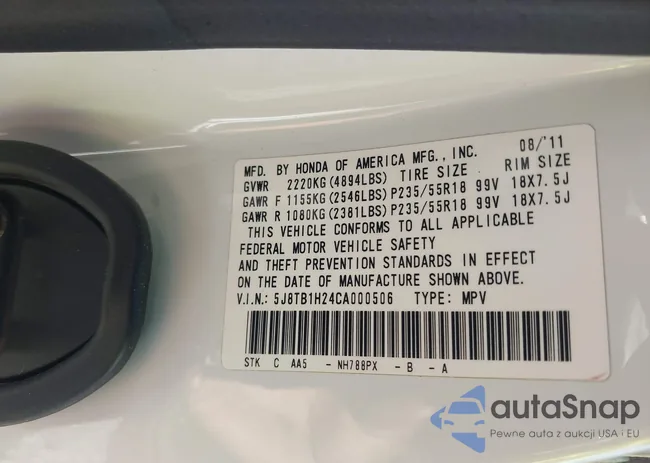 MFD. BY HONDA OF AMERICA MFG., INC. 08/'11
GVWR 2220KG(4894LBS) TIRE SIZE RIM SIZE
GAWR F 1155KG(2546LBS)P235/55R18 99V 18X7.5J
GAWR R 1080KG(2381LBS)P235/55R18 99V 18X7.5J
THIS VEHICLE CONFORMS TO ALL APPLICABLE
FEDERAL MOTOR VEHICLE SAFETY
AND THEFT PREVENTION STANDARDS IN EFFECT
ON THE DATE OF MANUFACTURE SHOWN ABOVE.
V.I.N.: 5J8TB1H24CA000506 TYPE: MPV
STK C AA5 - NH788PX - B - A
autaSnap
Pewne auta z aukcji USA i EU